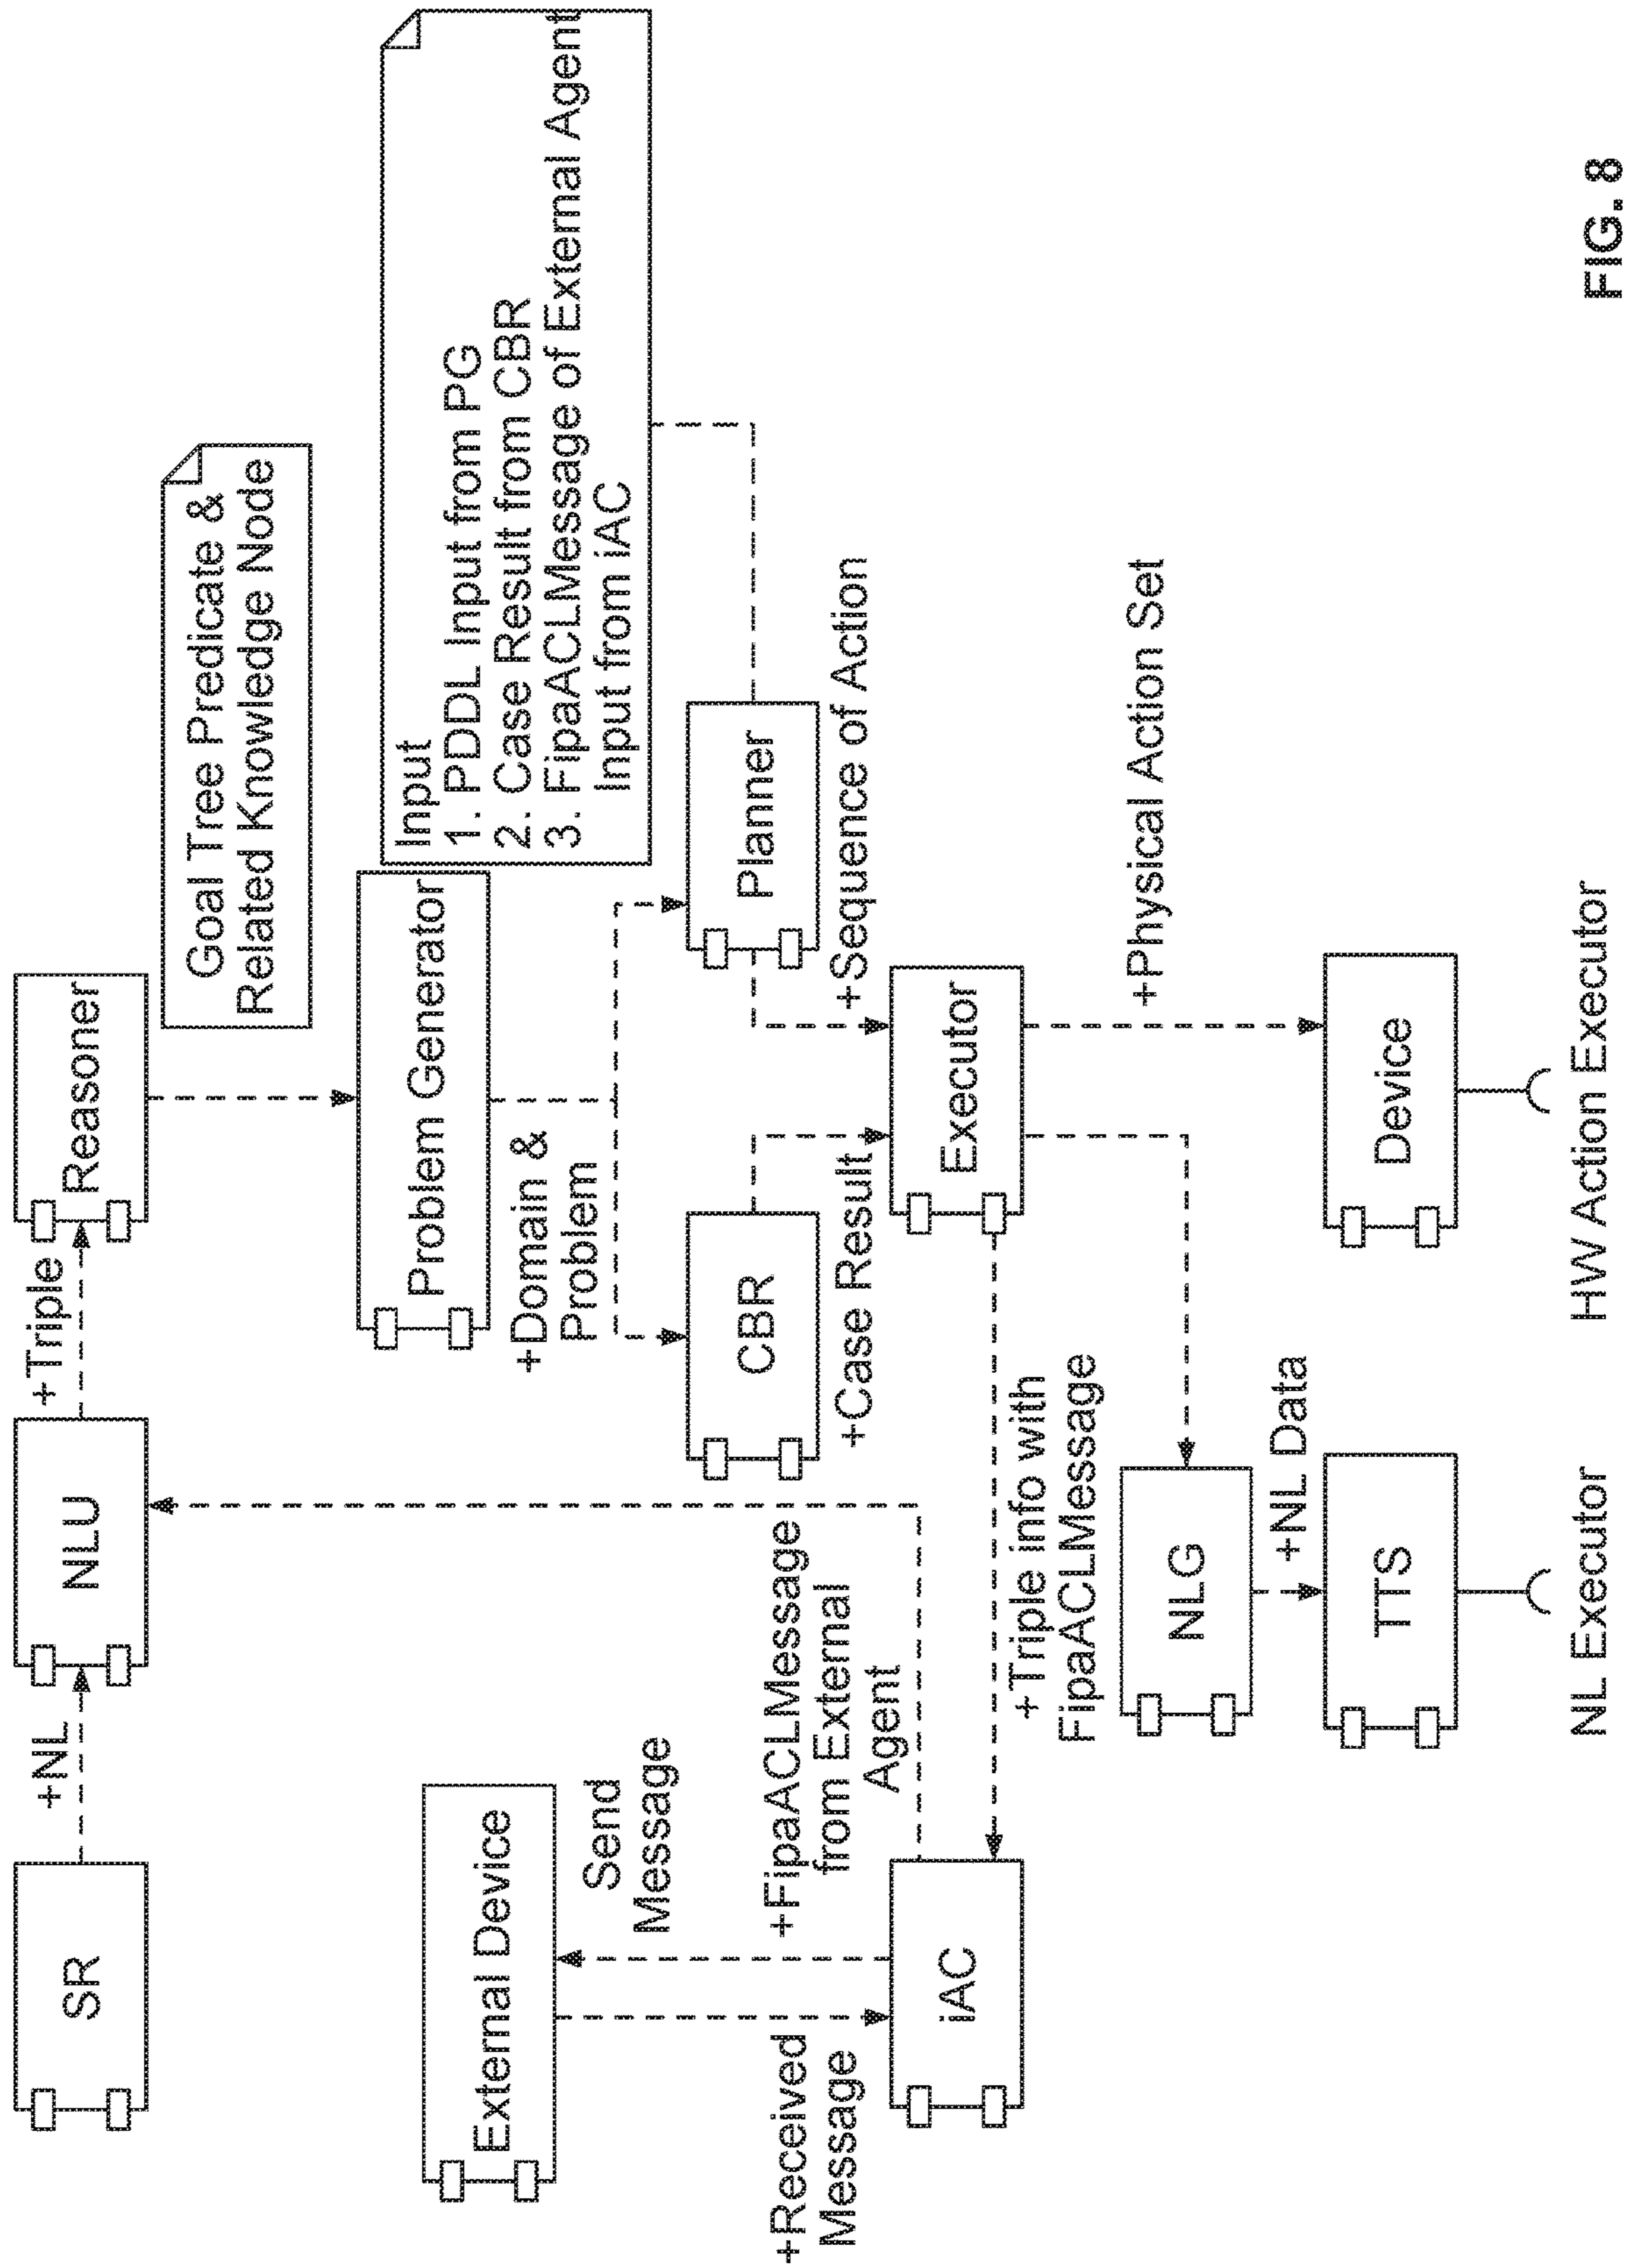 SR
+NL
NLU
+Triple
Reasoner
Goal Tree Predicate &
Related Knowledge Node
External Device
Send
Message
+Received
Message
Problem Generator
+Domain &
Problem
Input
1. PDDL Input from PG
2. Case Result from CBR
3. FipaACLMessage of External Agent
Input from iAC
CBR
Planner
+FipaACLMessage
from External
Agent
+Case Result
+Sequence of Action
iAC
Executor
+Triple info with
FipaACLMessage
+Physical Action Set
NLG
+NL Data
TTS
Device
NL Executor
HW Action Executor
FIG. 8